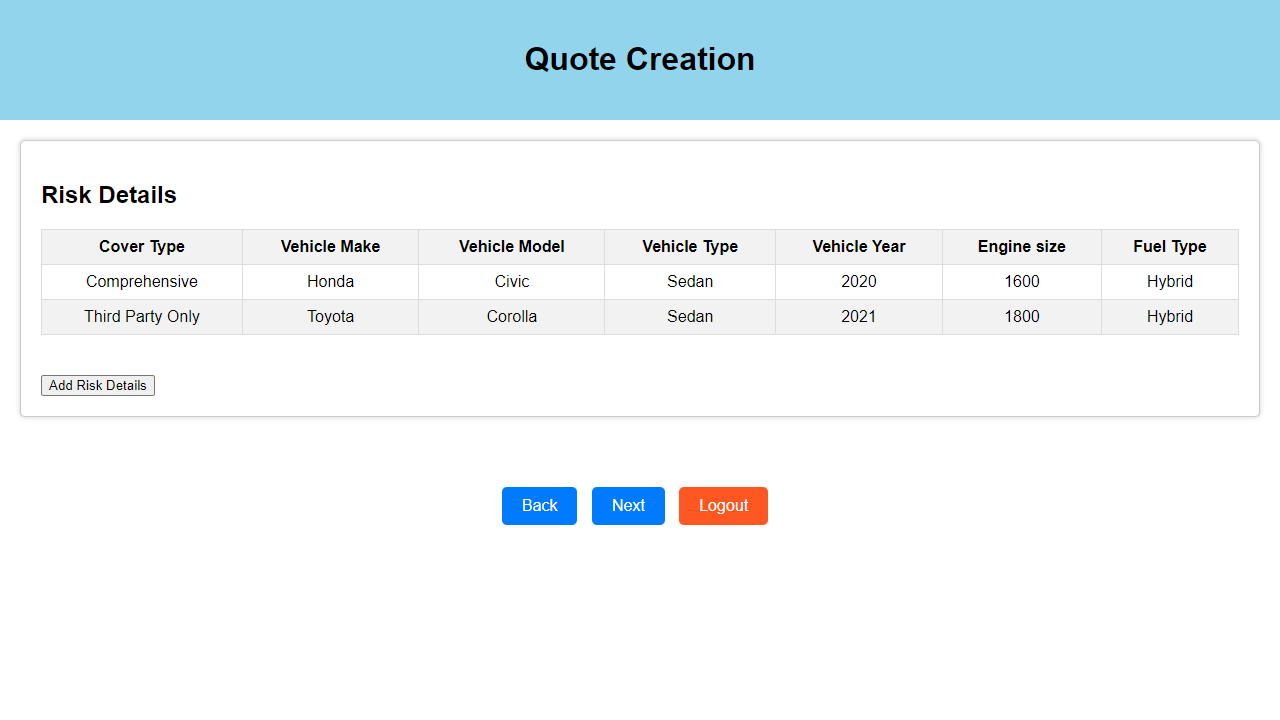 Quote Creation
Risk Details
Cover Type Vehicle Make Vehicle Model Vehicle Type Vehicle Year Engine size Fuel Type
Comprehensive Honda Civic Sedan 2020 1600 Hybrid
Third Party Only Toyota Corolla Sedan 2021 1800 Hybrid
Add Risk Details
Back Next Logout